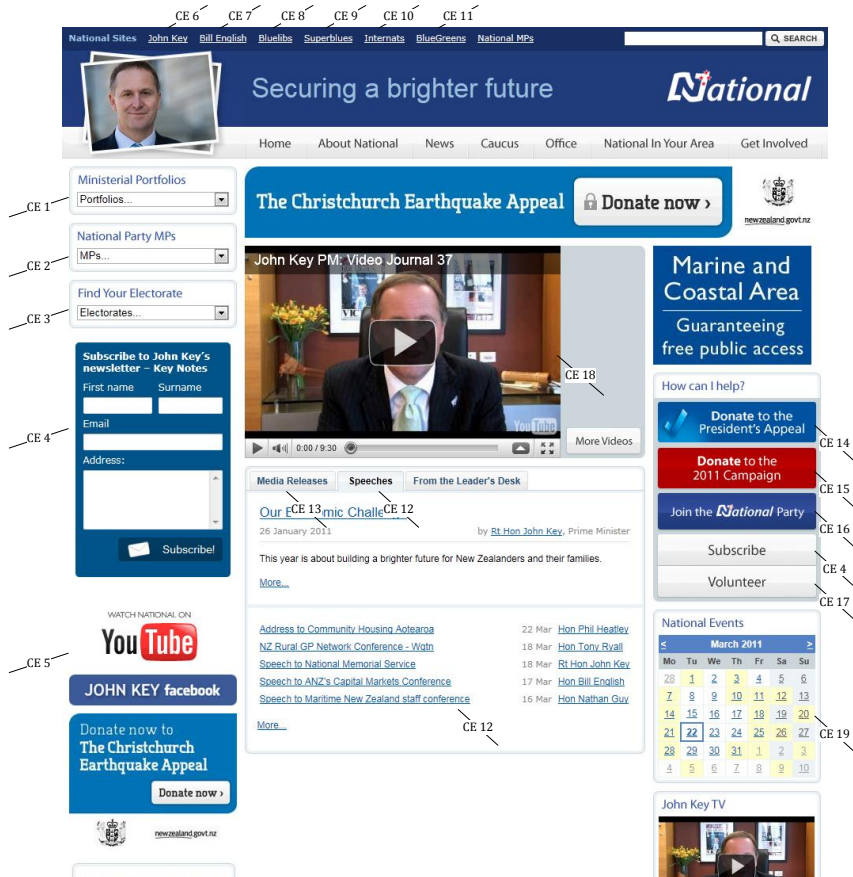 CE 6 CE 7 CE 8 CE 9 CE 10 CE 11
National Sites John Key Bill English Bluelibs Superblues Internats BlueGreens National MPs SEARCH
Securing a brighter future National
Home About National News Caucus Office National In Your Area Get Involved
Ministerial Portfolios
Portfolios...
CE 1
National Party MPs
MPs...
CE 2
Find Your Electorate
Electorates...
CE 3
Subscribe to John Key's
newsletter – Key Notes
First name Surname
Email
CE 4
Address:
Subscribe!
WATCH NATIONAL ON
YouTube
CE 5
JOHN KEY facebook
Donate now to
The Christchurch
Earthquake Appeal
Donate now ›
newzealand.govt.nz
The Christchurch Earthquake Appeal Donate now ›
newzealand.govt.nz
John Key PM: Video Journal 37
VIC
CE 18
YouTube
0:00 / 9:30
More Videos
Media Releases Speeches From the Leader's Desk
CE 13 CE 12
26 January 2011 by Rt Hon John Key, Prime Minister
This year is about building a brighter future for New Zealanders and their families.
More...
Address to Community Housing Aotearoa 22 Mar Hon Phil Heatley
NZ Rural GP Network Conference - Wgtn 18 Mar Hon Tony Ryall
Speech to National Memorial Service 18 Mar Rt Hon John Key
Speech to ANZ's Capital Markets Conference 17 Mar Hon Bill English
Speech to Maritime New Zealand staff conference 16 Mar Hon Nathan Guy
More...
CE 12
Marine and
Coastal Area
Guaranteeing
free public access
How can I help?
Donate to the
President's Appeal
CE 14
Donate to the
2011 Campaign
CE 15
Join the National Party
CE 16
Subscribe
CE 4
Volunteer
CE 17
National Events
< March 2011 >
Mo Tu We Th Fr Sa Su
28 1 2 3 4 5 6
7 8 9 10 11 12 13
14 15 16 17 18 19 20
21 22 23 24 25 26 27
CE 19
28 29 30 31 1 2 3
4 5 6 7 8 9 10
John Key TV